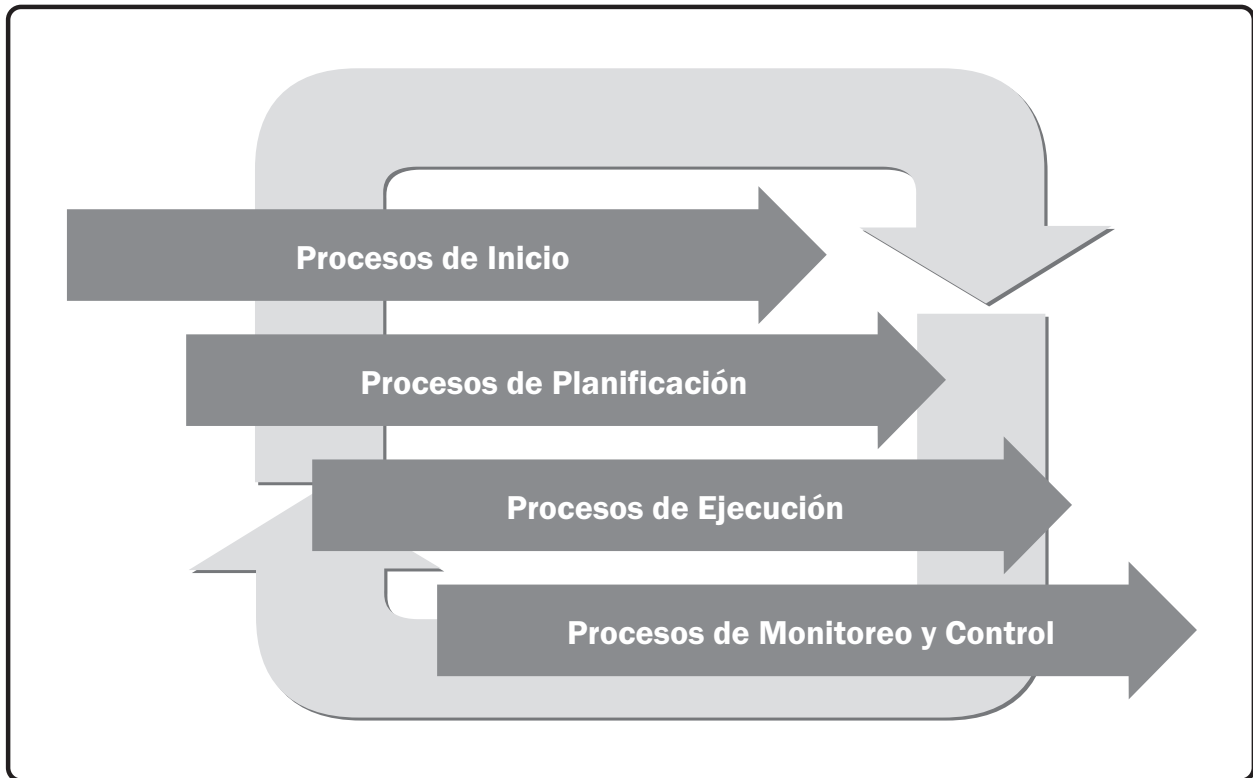 Procesos de Inicio
Procesos de Planificación
Procesos de Ejecución
Procesos de Monitoreo y Control